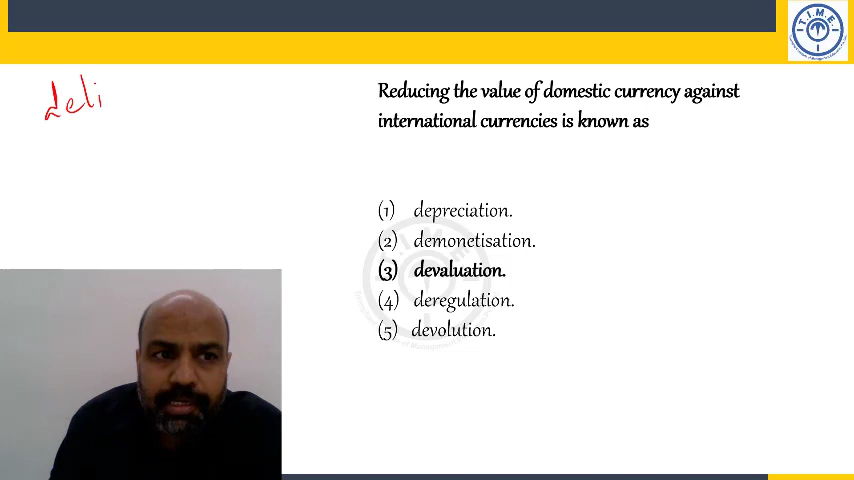 T.I.M.E.
deli
Reducing the value of domestic currency against
international currencies is known as
(1) depreciation.
(2) demonetisation.
(3) devaluation.
(4) deregulation.
(5) devolution.